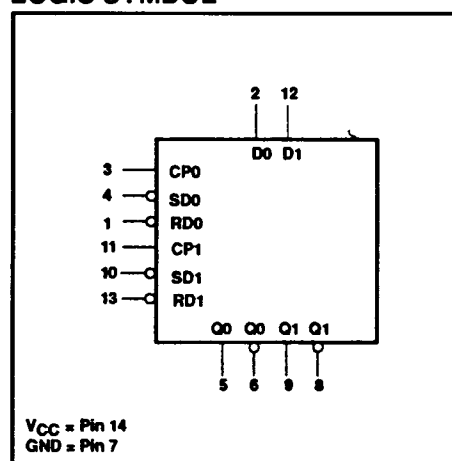 LOGIC SYMBOL
2 12
D0 D1
3 CP0
4 SD0
1 RD0
11 CP1
10 SD1
13 RD1
Q0 Q0 Q1 Q1
5 6 9 8
VCC = Pin 14
GND = Pin 7